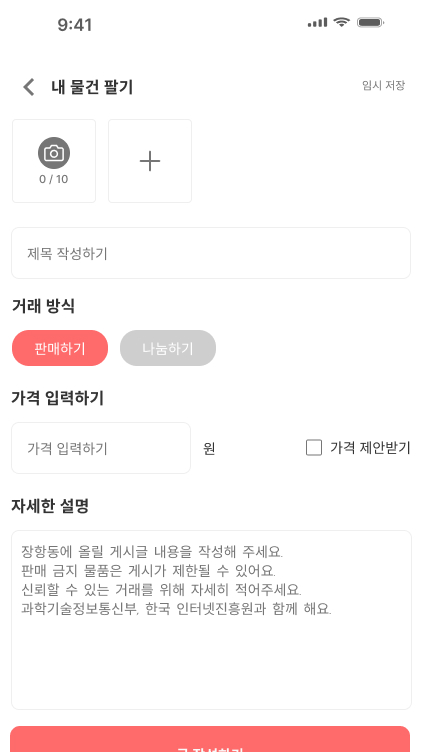 9:41
내 물건 팔기
임시 저장
0 / 10
제목 작성하기
거래 방식
판매하기
나눔하기
가격 입력하기
가격 입력하기
원
가격 제안받기
자세한 설명
장항동에 올릴 게시글 내용을 작성해 주세요.
판매 금지 물품은 게시가 제한될 수 있어요.
신뢰할 수 있는 거래를 위해 자세히 적어주세요.
과학기술정보통신부, 한국 인터넷진흥원과 함께 해요.
글 작성하기